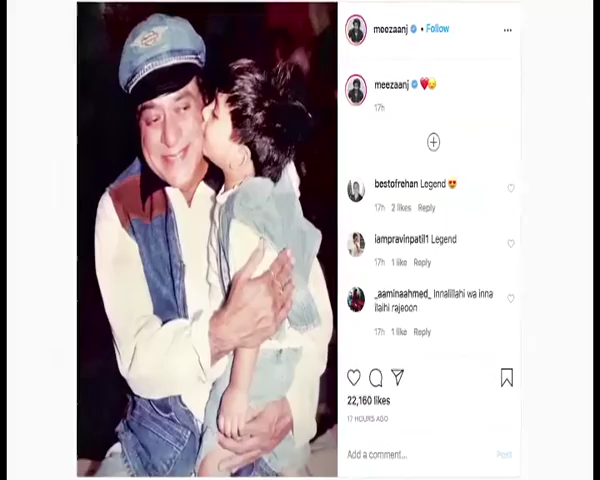 meezaanj • Follow
meezaanj ❤️😔
17h
bestofrehan Legend 😍
17h 2 likes Reply
iampravinpatil1 Legend
17h 1 like Reply
_aaminaahmed_ Innalillahi wa inna
ilaihi rajeoon
17h 1 like Reply
22,160 likes
17 HOURS AGO
Add a comment...
Post